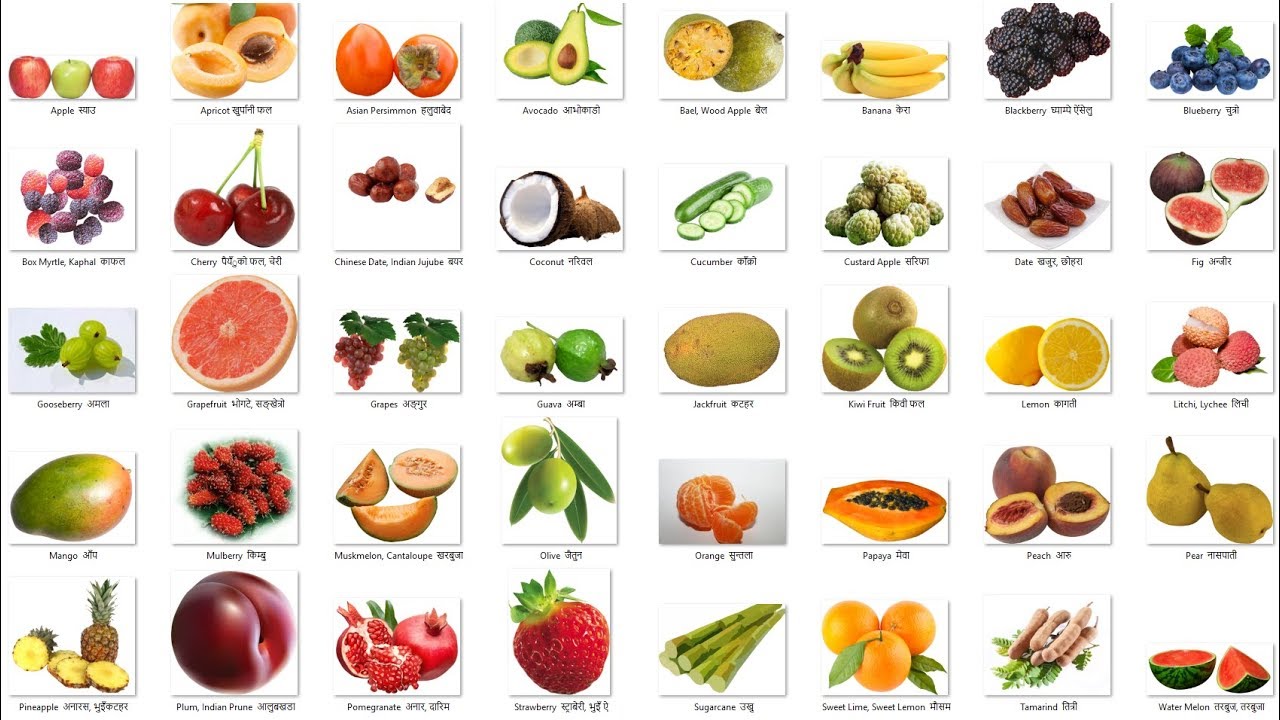 Apple स्याउ
Apricot खुर्पानी फल
Asian Persimmon हलुवाबेद
Avocado आभोकाडो
Bael, Wood Apple बेल
Banana केरा
Blackberry घ्याम्पे ऐंसेलु
Blueberry चुत्रो
Box Myrtle, Kaphal काफल
Cherry पैयुँको फल, चेरी
Chinese Date, Indian Jujube बयर
Coconut नरिवल
Cucumber काँक्रो
Custard Apple सरिफा
Date खजुर, छोहरा
Fig अन्जीर
Gooseberry अमला
Grapefruit भोगटे, सङ्खेत्रो
Grapes अङ्गुर
Guava अम्बा
Jackfruit कटहर
Kiwi Fruit किवी फल
Lemon कागती
Litchi, Lychee लिची
Mango आँप
Mulberry किम्बु
Muskmelon, Cantaloupe खरबुजा
Olive जैतुन
Orange सुन्तला
Papaya मेवा
Peach आरु
Pear नासपाती
Pineapple अनारस, भुइँकटहर
Plum, Indian Prune आलुबखडा
Pomegranate अनार, दारिम
Strawberry स्ट्राबेरी, भुइँ ऐ
Sugarcane उखु
Sweet Lime, Sweet Lemon मौसम
Tamarind तित्री
Water Melon तरबुज, तरबुजा